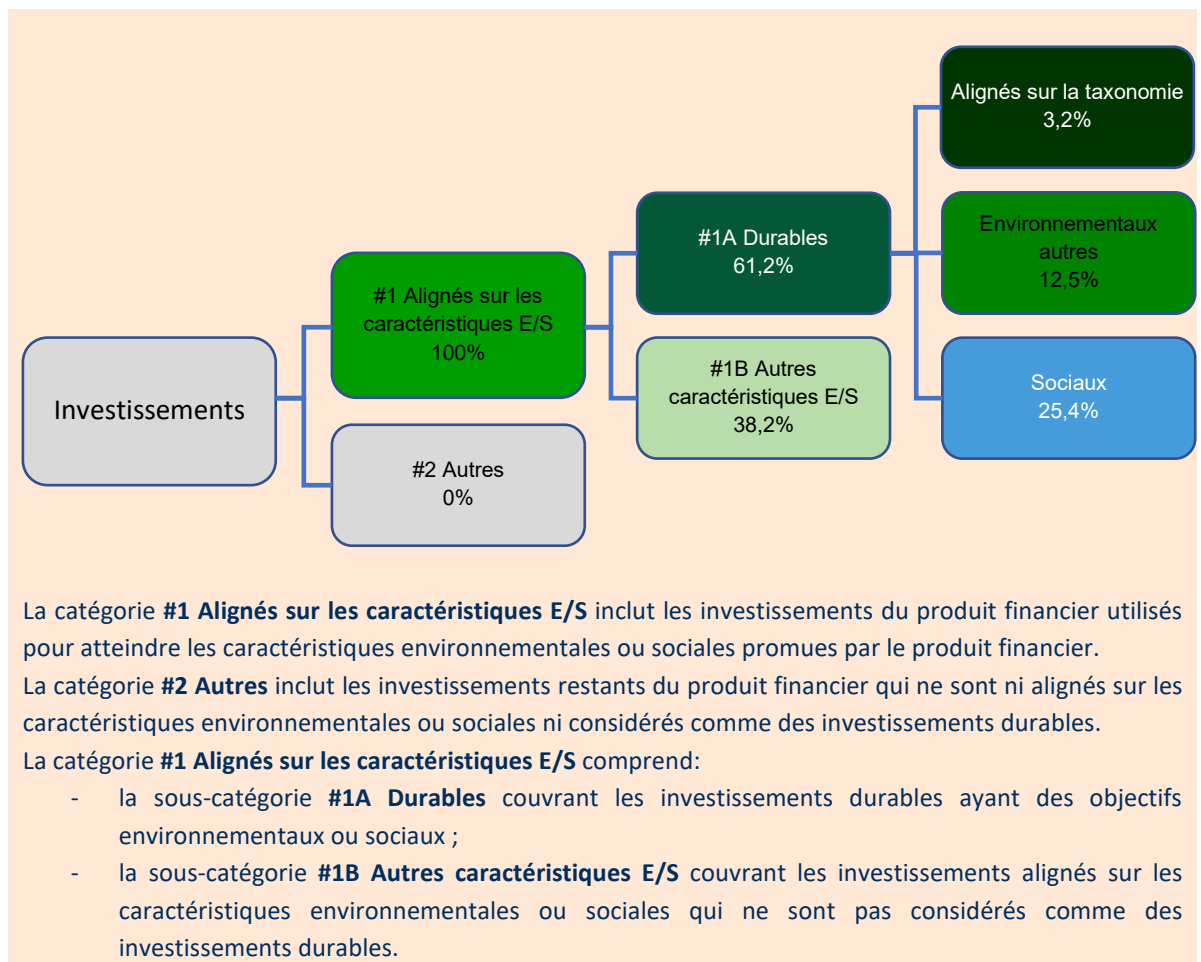 Investissements
#1 Alignés sur les
caractéristiques E/S
100%
#2 Autres
0%
#1A Durables
61,2%
#1B Autres
caractéristiques E/S
38,2%
Alignés sur la taxonomie
3,2%
Environnementaux
autres
12,5%
Sociaux
25,4%
La catégorie #1 Alignés sur les caractéristiques E/S inclut les investissements du produit financier utilisés
pour atteindre les caractéristiques environnementales ou sociales promues par le produit financier.
La catégorie #2 Autres inclut les investissements restants du produit financier qui ne sont ni alignés sur les
caractéristiques environnementales ou sociales ni considérés comme des investissements durables.
La catégorie #1 Alignés sur les caractéristiques E/S comprend:
- la sous-catégorie #1A Durables couvrant les investissements durables ayant des objectifs
environnementaux ou sociaux ;
- la sous-catégorie #1B Autres caractéristiques E/S couvrant les investissements alignés sur les
caractéristiques environnementales ou sociales qui ne sont pas considérés comme des
investissements durables.